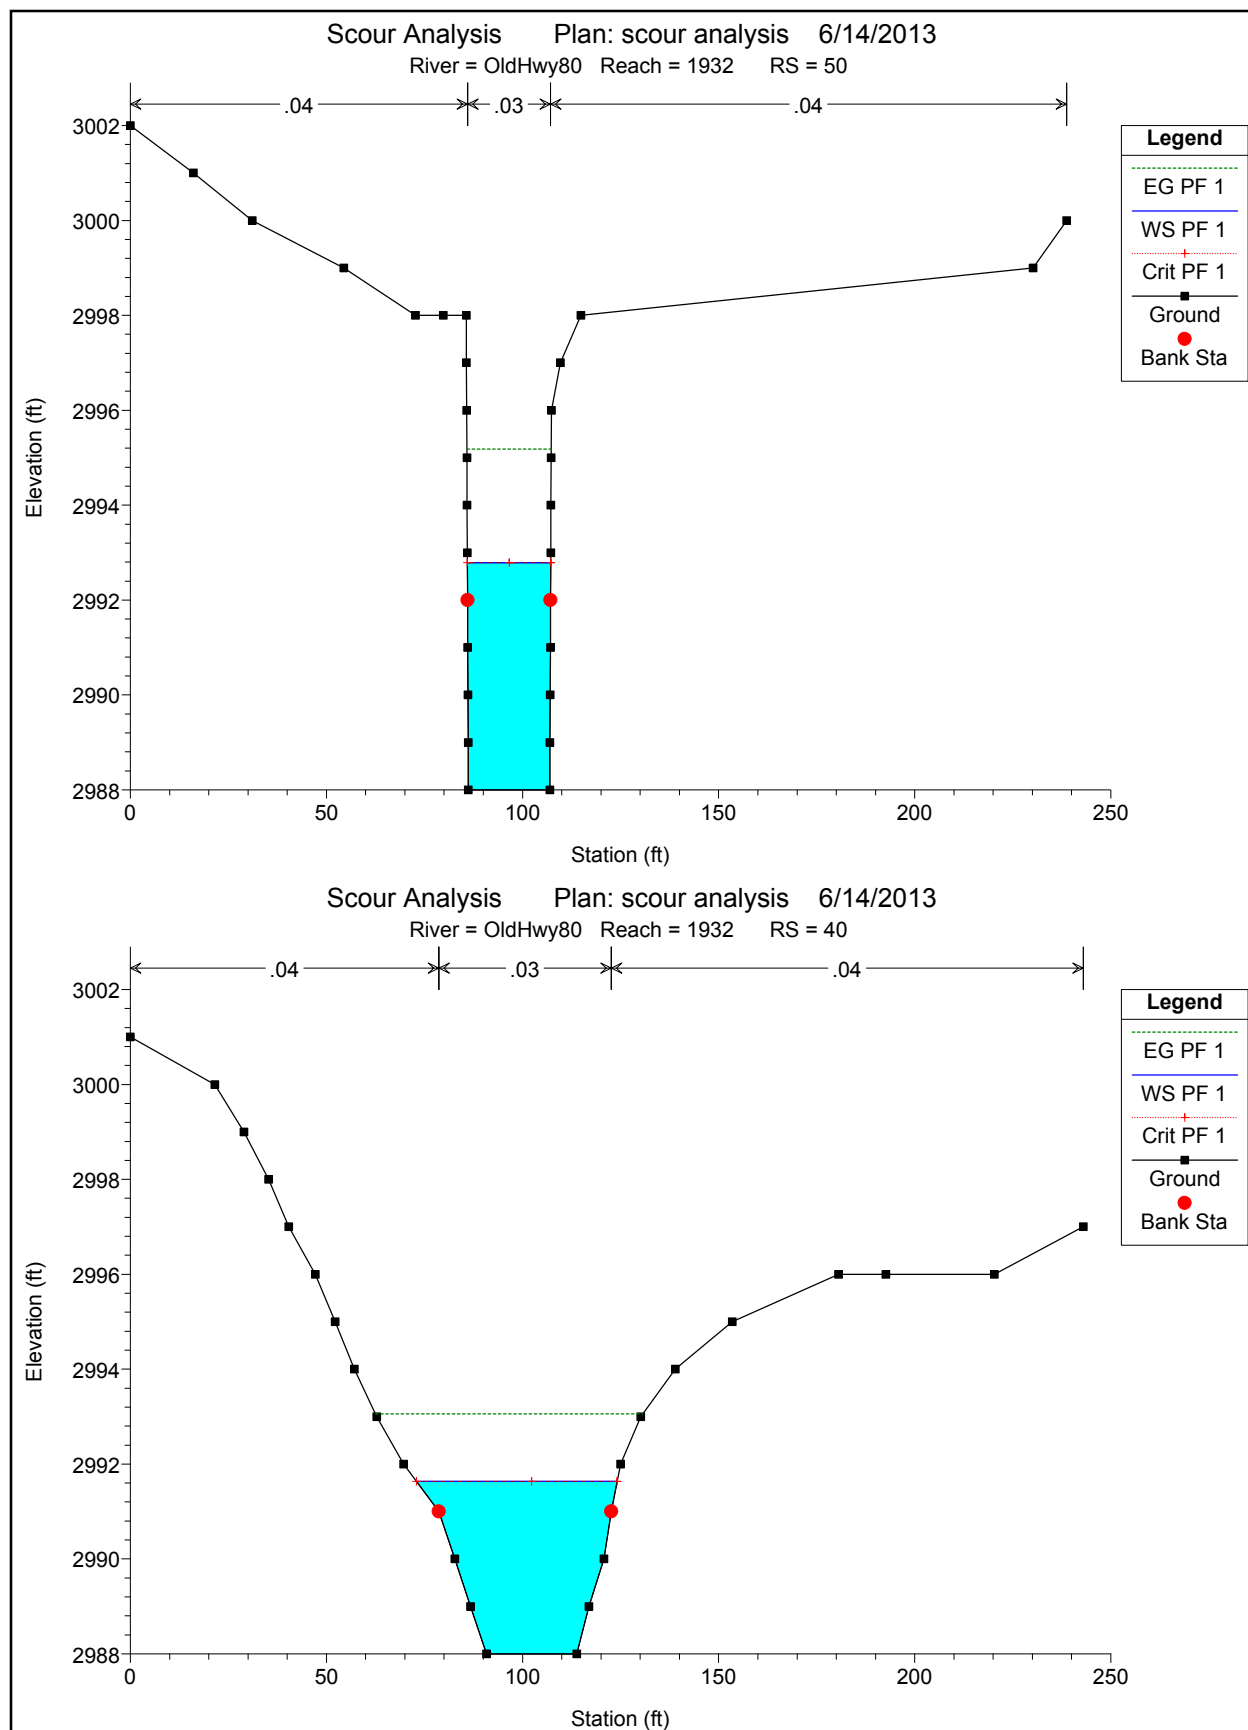 Scour Analysis Plan: scour analysis 6/14/2013
River = OldHwy80 Reach = 1932 RS = 50
.04 .03 .04
3002
3000
2998
2996
2994
2992
2990
2988
Elevation (ft)
0 50 100 150 200 250
Station (ft)
Legend
EG PF 1
WS PF 1
Crit PF 1
Ground
Bank Sta
Scour Analysis Plan: scour analysis 6/14/2013
River = OldHwy80 Reach = 1932 RS = 40
.04 .03 .04
3002
3000
2998
2996
2994
2992
2990
2988
Elevation (ft)
0 50 100 150 200 250
Station (ft)
Legend
EG PF 1
WS PF 1
Crit PF 1
Ground
Bank Sta